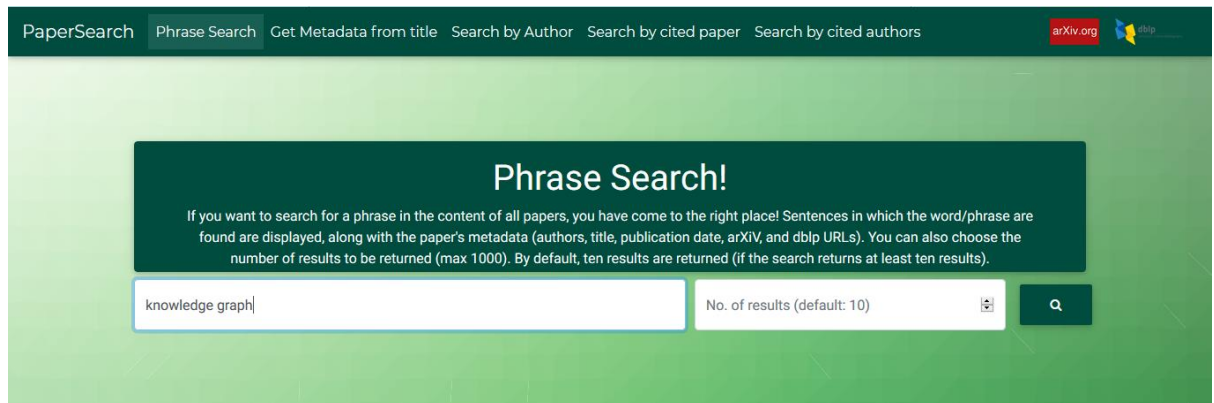 PaperSearch Phrase Search Get Metadata from title Search by Author Search by cited paper Search by cited authors arXiv.org dblp
Phrase Search!
If you want to search for a phrase in the content of all papers, you have come to the right place! Sentences in which the word/phrase are
found are displayed, along with the paper's metadata (authors, title, publication date, arXiV, and dblp URLs). You can also choose the
number of results to be returned (max 1000). By default, ten results are returned (if the search returns at least ten results).
knowledge graph No. of results (default: 10)